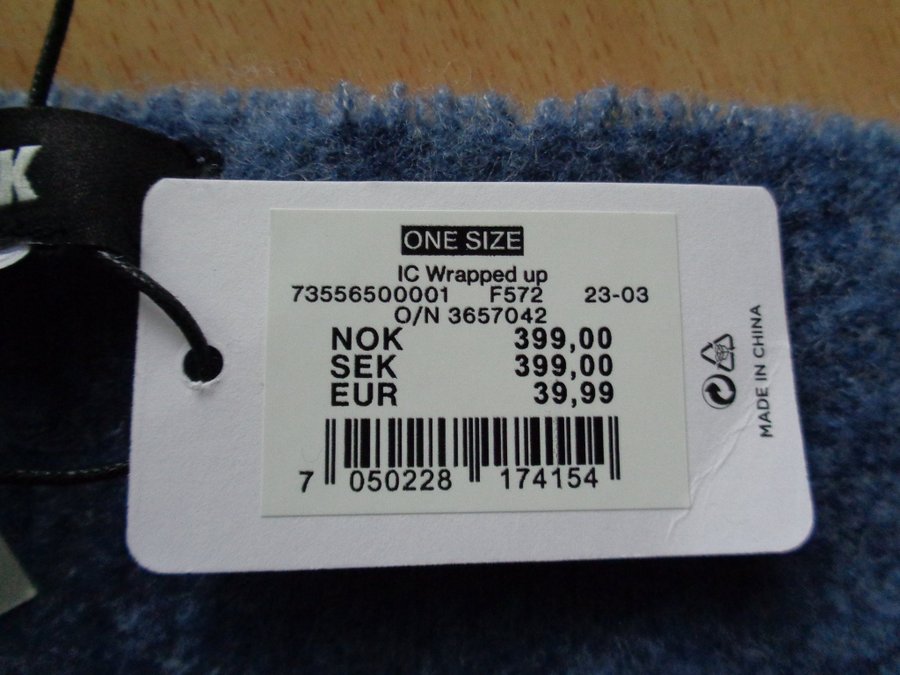 K
ONE SIZE
IC Wrapped up
73556500001 F572 23-03
O/N 3657042
NOK 399,00
SEK 399,00
EUR 39,99
7 050228 174154
MADE IN CHINA